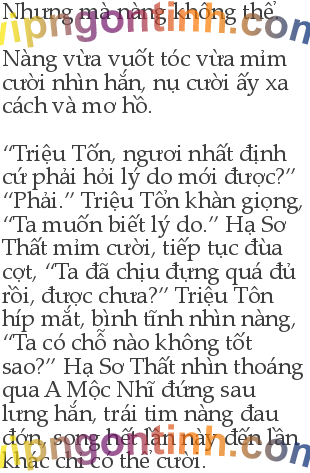 Nhưng mà nàng không thể.
vipngontinh.com
Nàng vừa vuốt tóc vừa mỉm
cười nhìn hắn, nụ cười ấy xa
cách và mơ hồ.
“Triệu Tốn, ngươi nhất định
cứ phải hỏi lý do mới được?”
“Phải.” Triệu Tổn khàn giọng,
“Ta muốn biết lý do.” Hạ Sơ
Thất mỉm cười, tiếp tục đùa
cợt, “Ta đã chịu đựng quá đủ
rồi, được chưa?” Triệu Tôn
híp mắt, bình tĩnh nhìn nàng,
“Ta có chỗ nào không tốt
sao?” Hạ Sơ Thất nhìn thoáng
qua A Mộc Nhĩ đứng sau
lưng hắn, trái tim nàng đau
đớn, song hết lần này đến lần
vipngontinh.com
khác chỉ có thể cười.